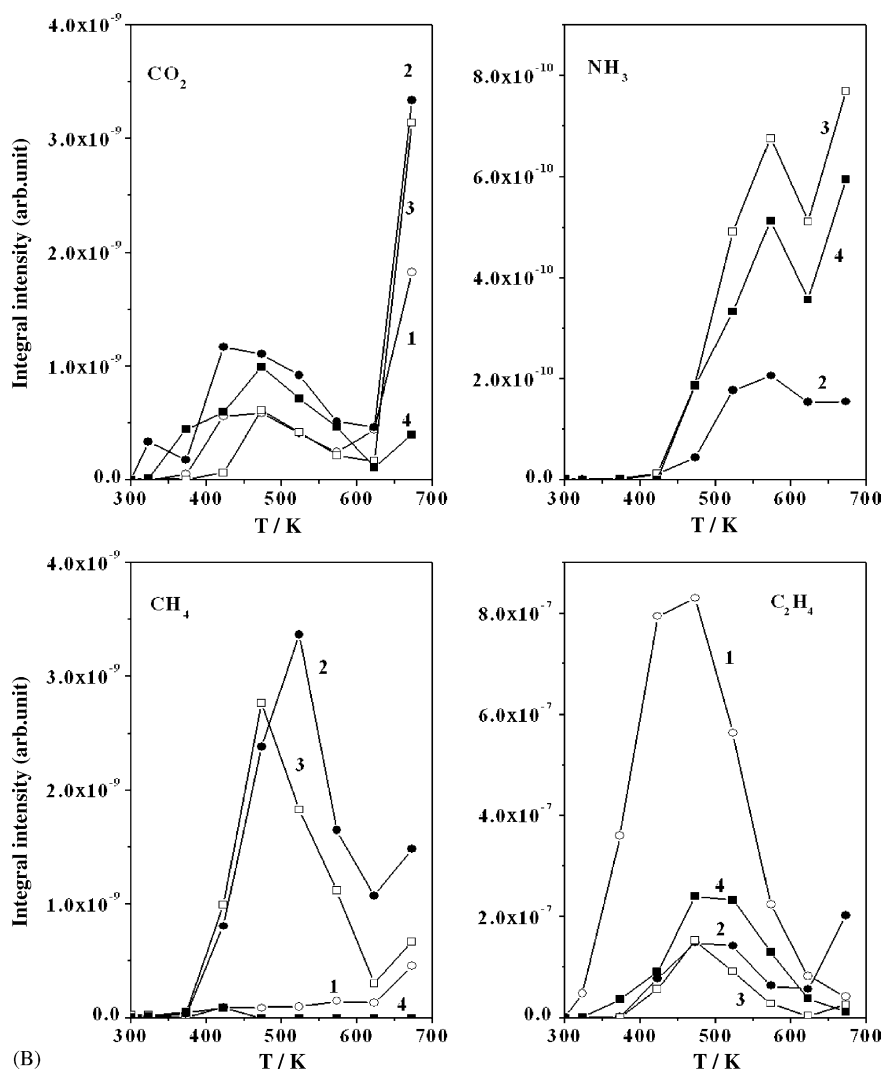 4.0x10⁻⁹
3.0x10⁻⁹
2.0x10⁻⁹
1.0x10⁻⁹
0.0
Integral intensity (arb.unit)
CO₂
2
3
1
4
300 400 500 600 700
T / K
8.0x10⁻¹⁰
6.0x10⁻¹⁰
4.0x10⁻¹⁰
2.0x10⁻¹⁰
0.0
NH₃
3
4
2
300 400 500 600 700
T / K
4.0x10⁻⁹
3.0x10⁻⁹
2.0x10⁻⁹
1.0x10⁻⁹
0.0
Integral intensity (arb.unit)
CH₄
2
3
1
4
300 400 500 600 700
T / K
8.0x10⁻⁷
6.0x10⁻⁷
4.0x10⁻⁷
2.0x10⁻⁷
0.0
C₂H₄
1
4
2
3
300 400 500 600 700
T / K
(B)